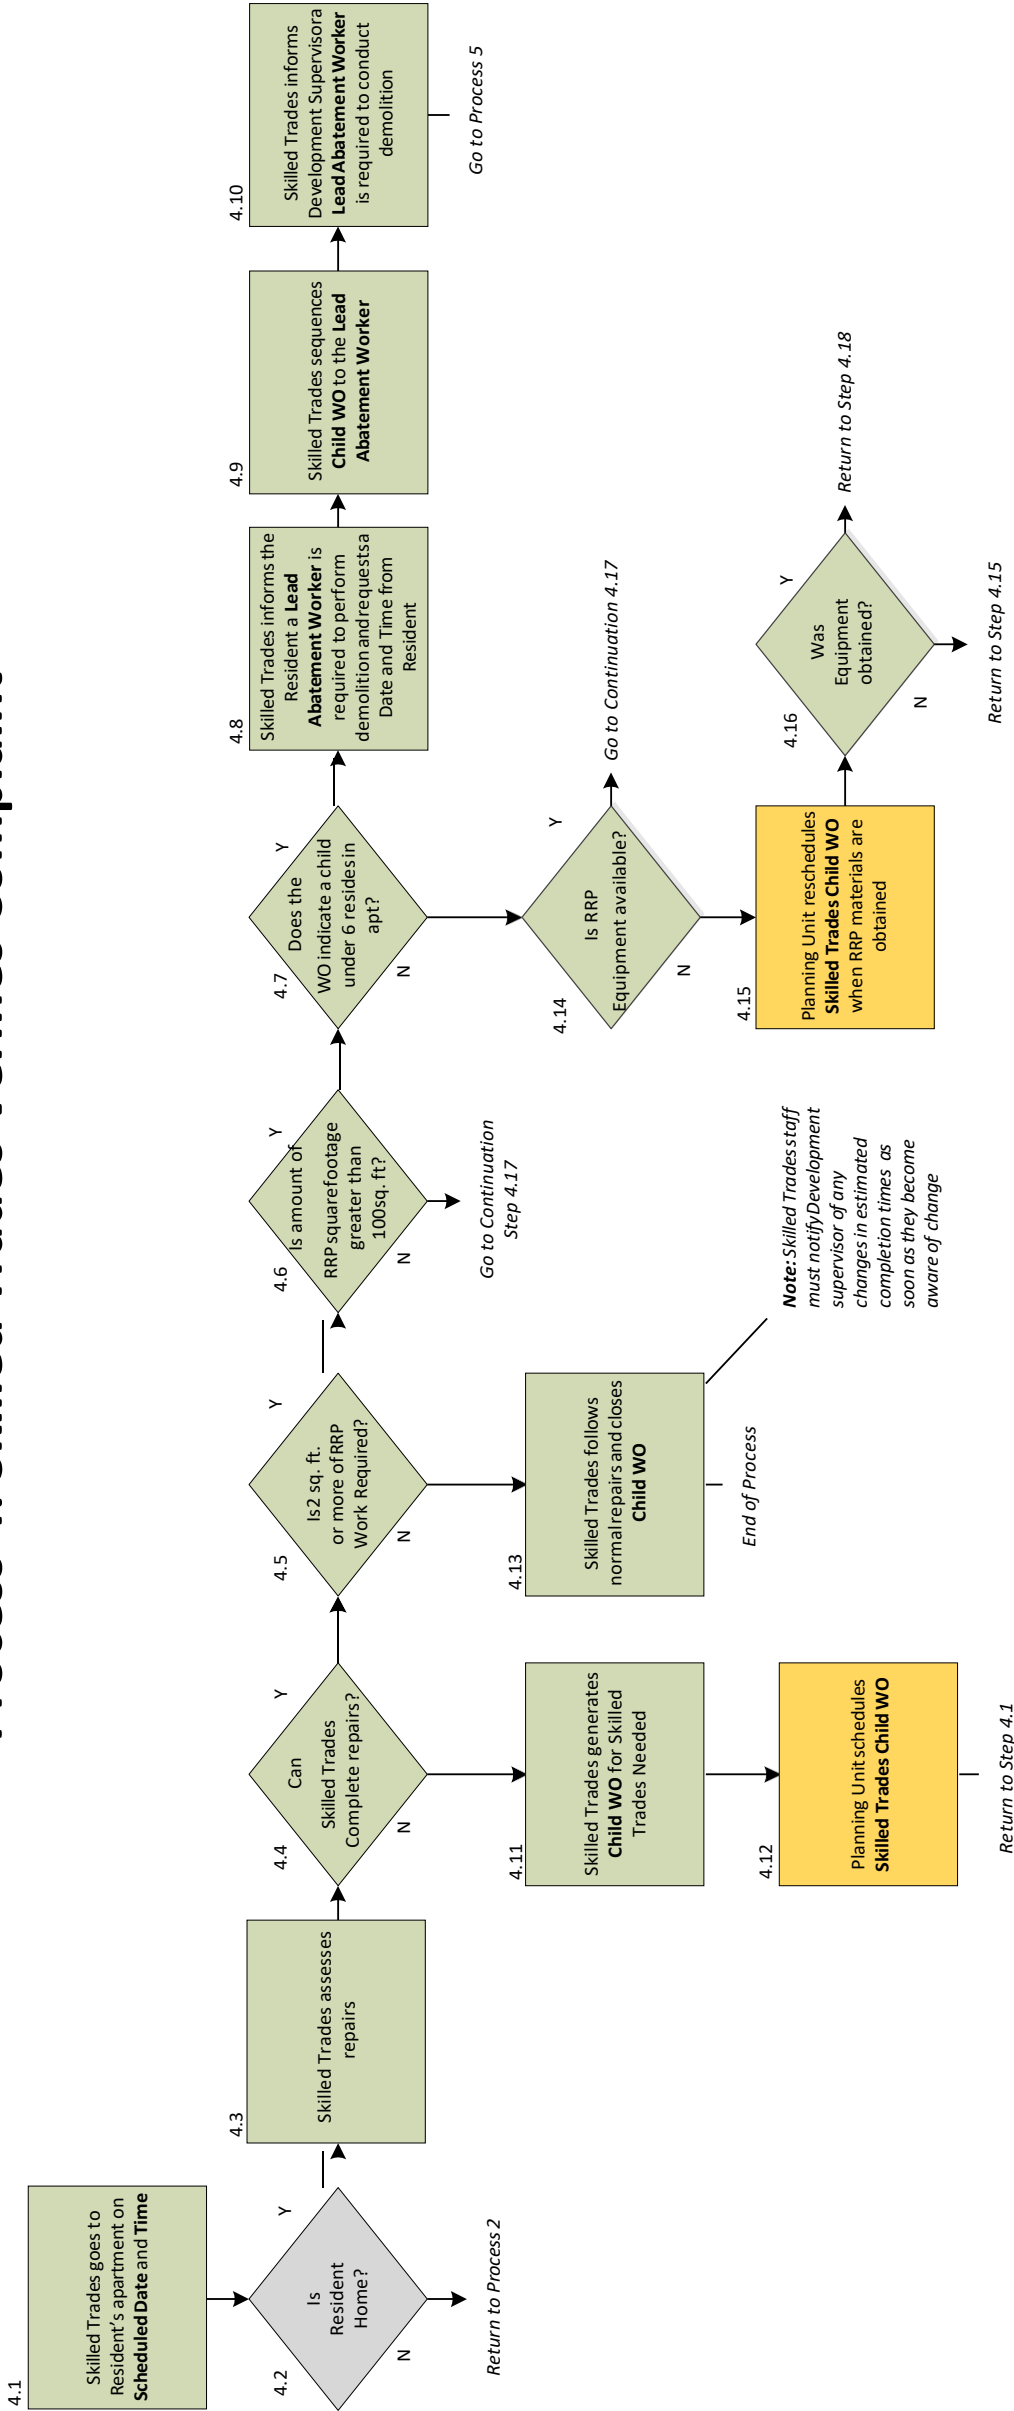 4.1
Skilled Trades goes to
Resident's apartment on
Scheduled Date and Time
4.2
Is
Resident
Home?
Y
N
Return to Process 2
4.3
Skilled Trades assesses
repairs
4.4
Can
Skilled Trades
Complete repairs?
Y
N
4.5
Is 2 sq. ft.
or more of RRP
Work Required?
Y
N
4.6
Is amount of
RRP square footage
greater than
100 sq. ft?
Y
N
Go to Continuation
Step 4.17
4.7
Does the
WO indicate a child
under 6 resides in
apt?
Y
N
4.8
Skilled Trades informs the
Resident a Lead
Abatement Worker is
required to perform
demolition and requests a
Date and Time from
Resident
4.9
Skilled Trades sequences
Child WO to the Lead
Abatement Worker
4.10
Skilled Trades informs
Development Supervisor a
Lead Abatement Worker
is required to conduct
demolition
Go to Process 5
4.11
Skilled Trades generates
Child WO for Skilled
Trades Needed
4.12
Planning Unit schedules
Skilled Trades Child WO
Return to Step 4.1
4.13
Skilled Trades follows
normal repairs and closes
Child WO
End of Process
Note: Skilled Trades staff
must notify Development
supervisor of any
changes in estimated
completion times as
soon as they become
aware of change
4.14
Is RRP
Equipment available?
Y
N
Go to Continuation 4.17
4.15
Planning Unit reschedules
Skilled Trades Child WO
when RRP materials are
obtained
4.16
Was
Equipment
obtained?
Y
N
Return to Step 4.18
Return to Step 4.15